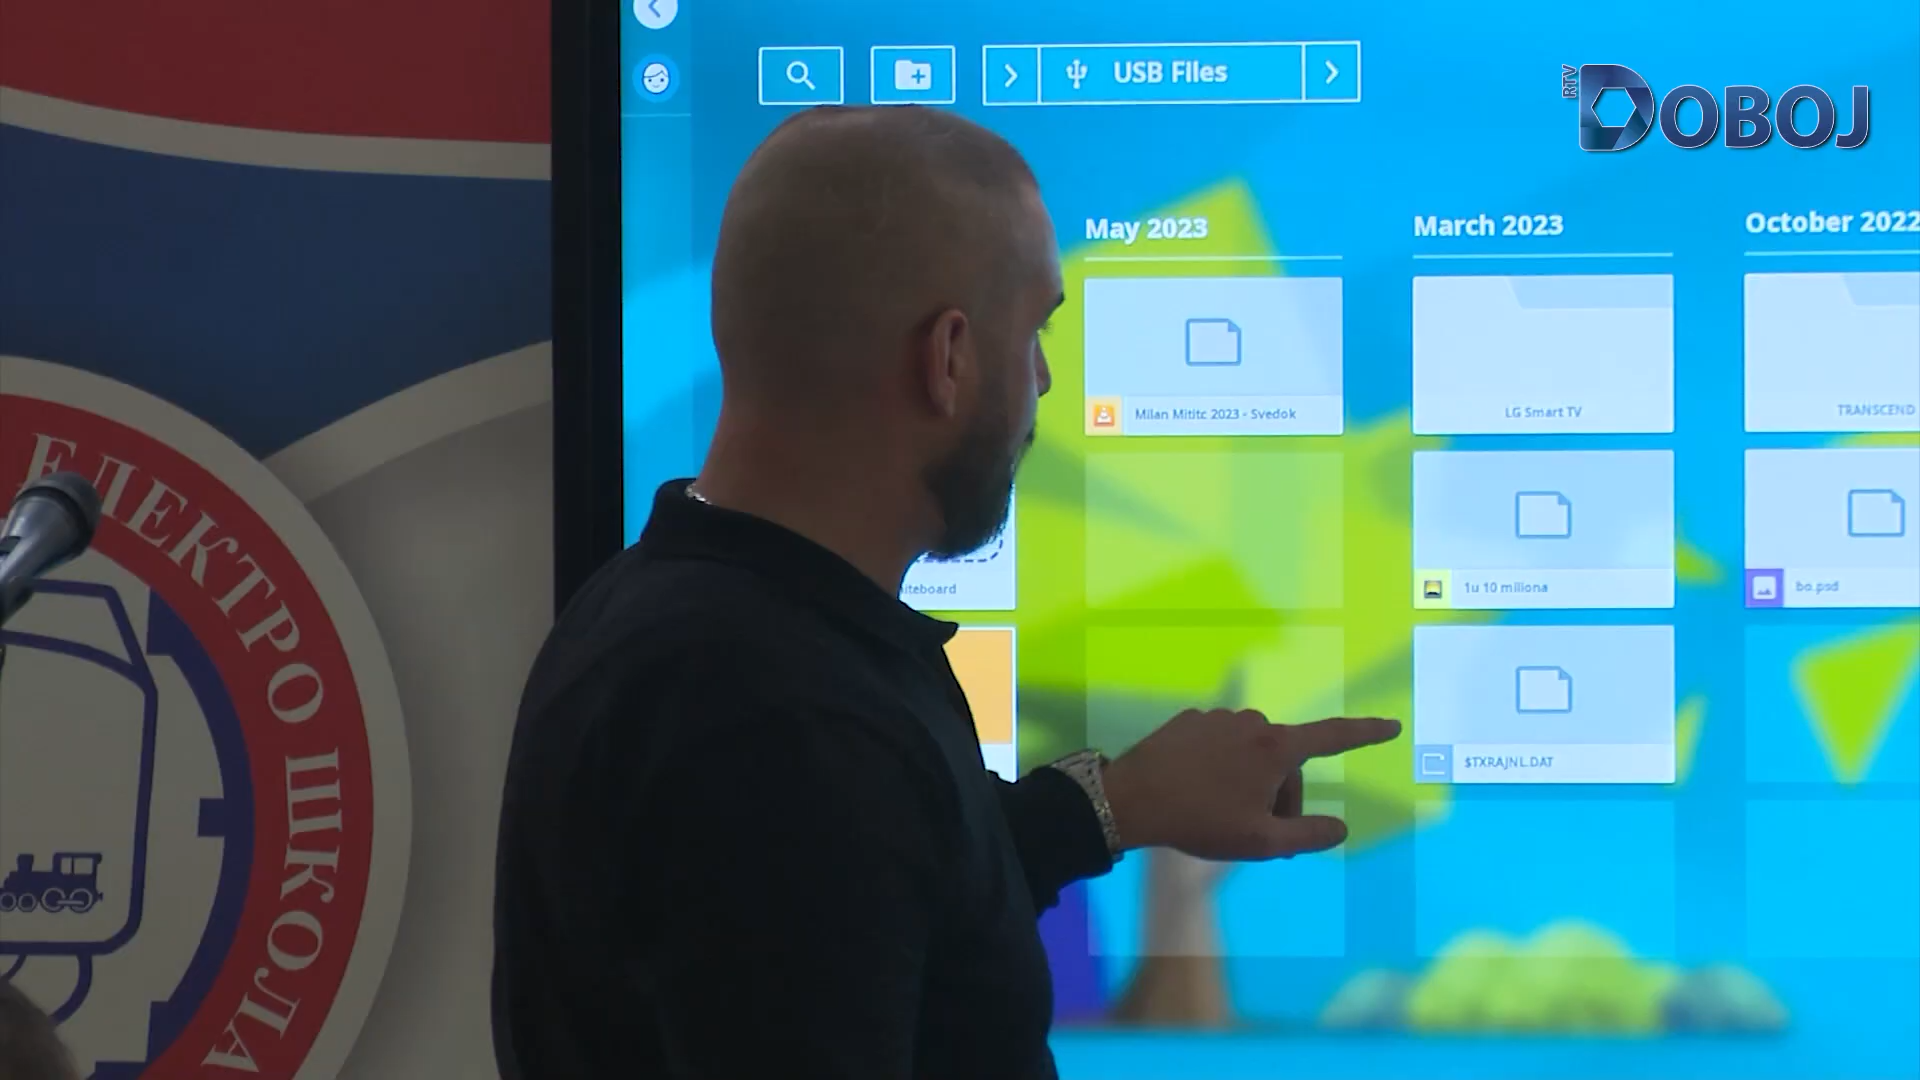 USB Files
RTV DOBOJ
May 2023
March 2023
October 2022
Milan Mititc 2023 - Svedok
LG Smart TV
TRANSCEND
iteboard
1u 10 miliona
bo.psd
$TXRAJNL.DAT
ЕЛЕКТРО ШКОЛА